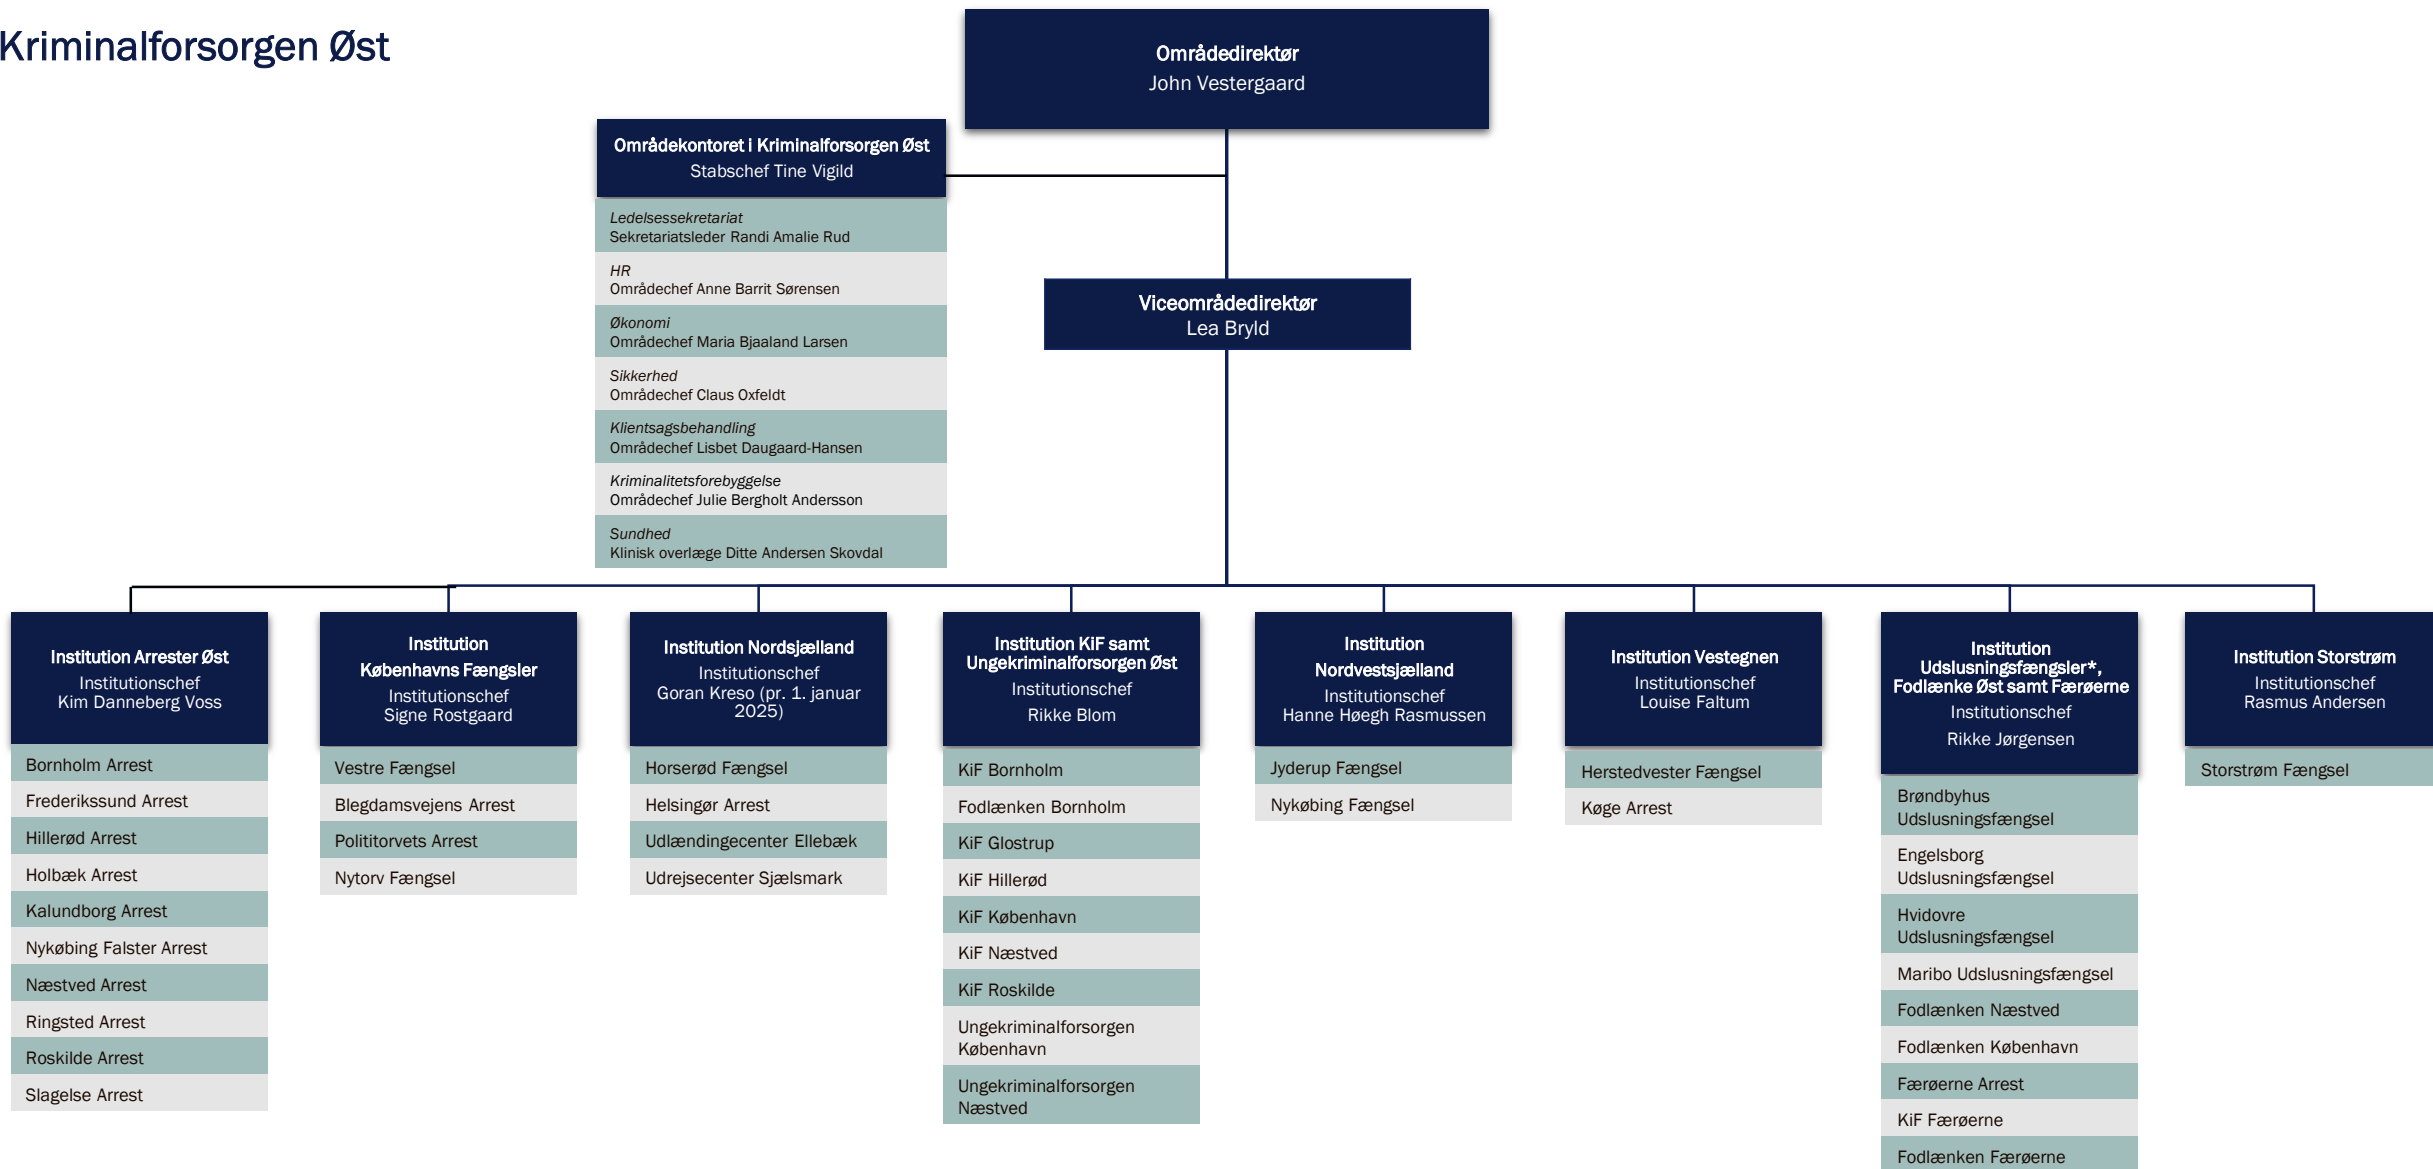 Kriminalforsorgen Øst
Områdedirektør
John Vestergaard
Områdekontoret i Kriminalforsorgen Øst
Stabschef Tine Vigild
Ledelsessekretariat
Sekretariatsleder Randi Amalie Rud
HR
Områdechef Anne Barrit Sørensen
Økonomi
Områdechef Maria Bjaaland Larsen
Sikkerhed
Områdechef Claus Oxfeldt
Klientsagsbehandling
Områdechef Lisbet Daugaard-Hansen
Kriminalitetsforebyggelse
Områdechef Julie Bergholt Andersson
Sundhed
Klinisk overlæge Ditte Andersen Skovdal
Viceområdedirektør
Lea Bryld
Institution Arrester Øst
Institutionschef
Kim Danneberg Voss
Bornholm Arrest
Frederikssund Arrest
Hillerød Arrest
Holbæk Arrest
Kalundborg Arrest
Nykøbing Falster Arrest
Næstved Arrest
Ringsted Arrest
Roskilde Arrest
Slagelse Arrest
Institution
Københavns Fængsler
Institutionschef
Signe Rostgaard
Vestre Fængsel
Blegdamsvejens Arrest
Polititorvets Arrest
Nytorv Fængsel
Institution Nordsjælland
Institutionschef
Goran Kreso (pr. 1. januar
2025)
Horserød Fængsel
Helsingør Arrest
Udlændingecenter Ellebæk
Udrejsecenter Sjælsmark
Institution KiF samt
Ungekriminalforsorgen Øst
Institutionschef
Rikke Blom
KiF Bornholm
Fodlænken Bornholm
KiF Glostrup
KiF Hillerød
KiF København
KiF Næstved
KiF Roskilde
Ungekriminalforsorgen
København
Ungekriminalforsorgen
Næstved
Institution
Nordvestsjælland
Institutionschef
Hanne Høegh Rasmussen
Jyderup Fængsel
Nykøbing Fængsel
Institution Vestegnen
Institutionschef
Louise Faltum
Herstedvester Fængsel
Køge Arrest
Institution
Udslusningsfængsler*,
Fodlænke Øst samt Færøerne
Institutionschef
Rikke Jørgensen
Brøndbyhus
Udslusningsfængsel
Engelsborg
Udslusningsfængsel
Hvidovre
Udslusningsfængsel
Maribo Udslusningsfængsel
Fodlænken Næstved
Fodlænken København
Færøerne Arrest
KiF Færøerne
Fodlænken Færøerne
Institution Storstrøm
Institutionschef
Rasmus Andersen
Storstrøm Fængsel